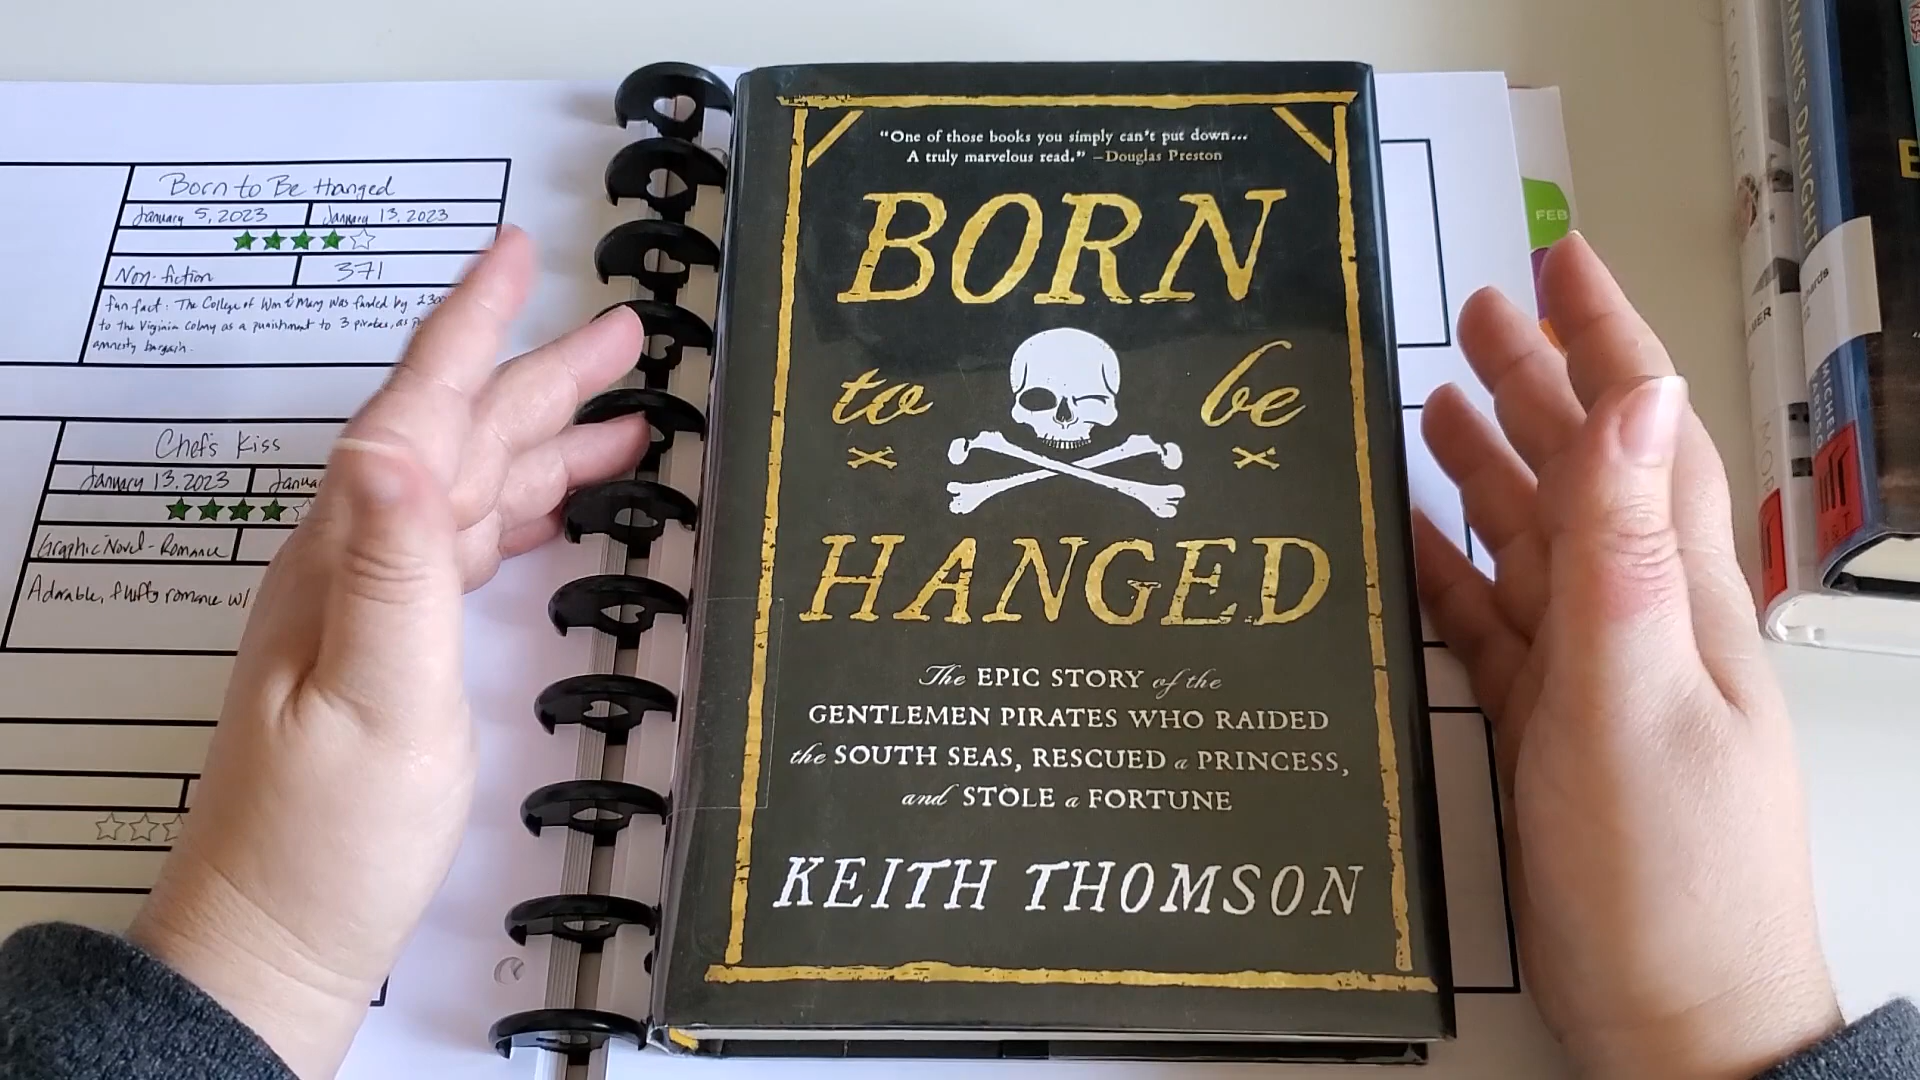 Born to Be Hanged
January 5, 2023 January 13. 2023
Non-fiction 371
fun fact: The College of Wm & Mary was funded by
to the Virginia Colony as a punishment to 3 pirates, as
amnesty bargain.
Chef's Kiss
January 13. 2023
Graphic Novel - Romance
Adorable, fluffy romance w/
"One of those books you simply can't put down...
A truly marvelous read." —Douglas Preston
BORN
to be
HANGED
The EPIC STORY of the
GENTLEMEN PIRATES WHO RAIDED
the SOUTH SEAS, RESCUED a PRINCESS,
and STOLE a FORTUNE
KEITH THOMSON
FEB
DAUGHT